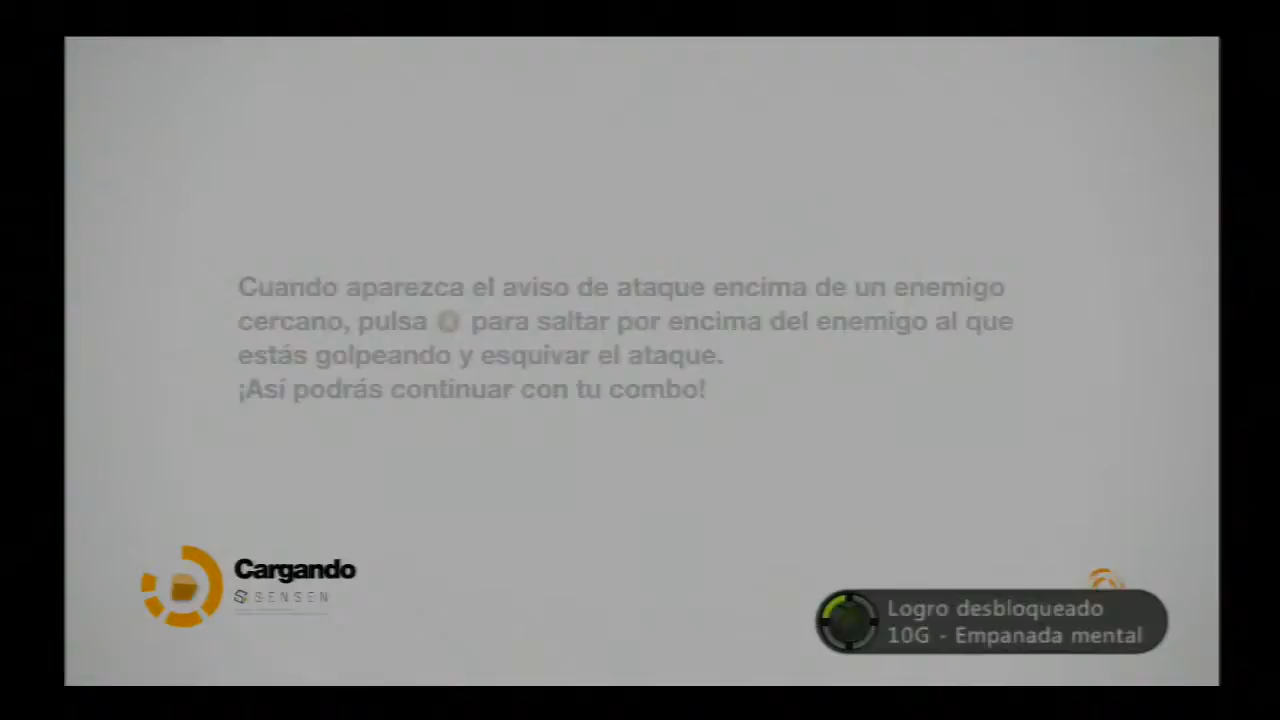 Cuando aparezca el aviso de ataque encima de un enemigo
cercano, pulsa para saltar por encima del enemigo al que
estás golpeando y esquivar el ataque.
¡Así podrás continuar con tu combo!
Cargando
SENSEN
Logro desbloqueado
10G - Empanada mental